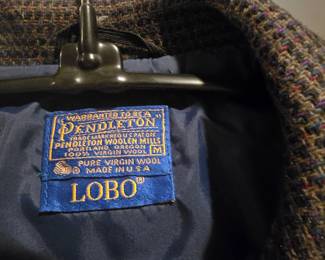 WARRANTED TO BE A
PENDLETON®
TRADE MARK REG U.S. PAT. OFF.
PENDLETON WOOLEN MILLS
PORTLAND, OREGON
100% VIRGIN WOOL M
PURE VIRGIN WOOL
MADE IN U.S.A
LOBO®